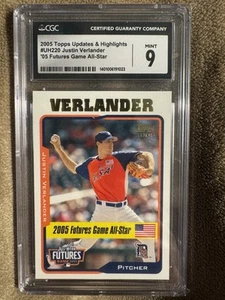 CGC
CERTIFIED GUARANTY COMPANY
2005 Topps Updates & Highlights
#UH220 Justin Verlander
'05 Futures Game All-Star
MINT
9
VERLANDER
JUSTIN VERLANDER
USA
2005 Futures Game All-Star
FUTURES
PITCHER